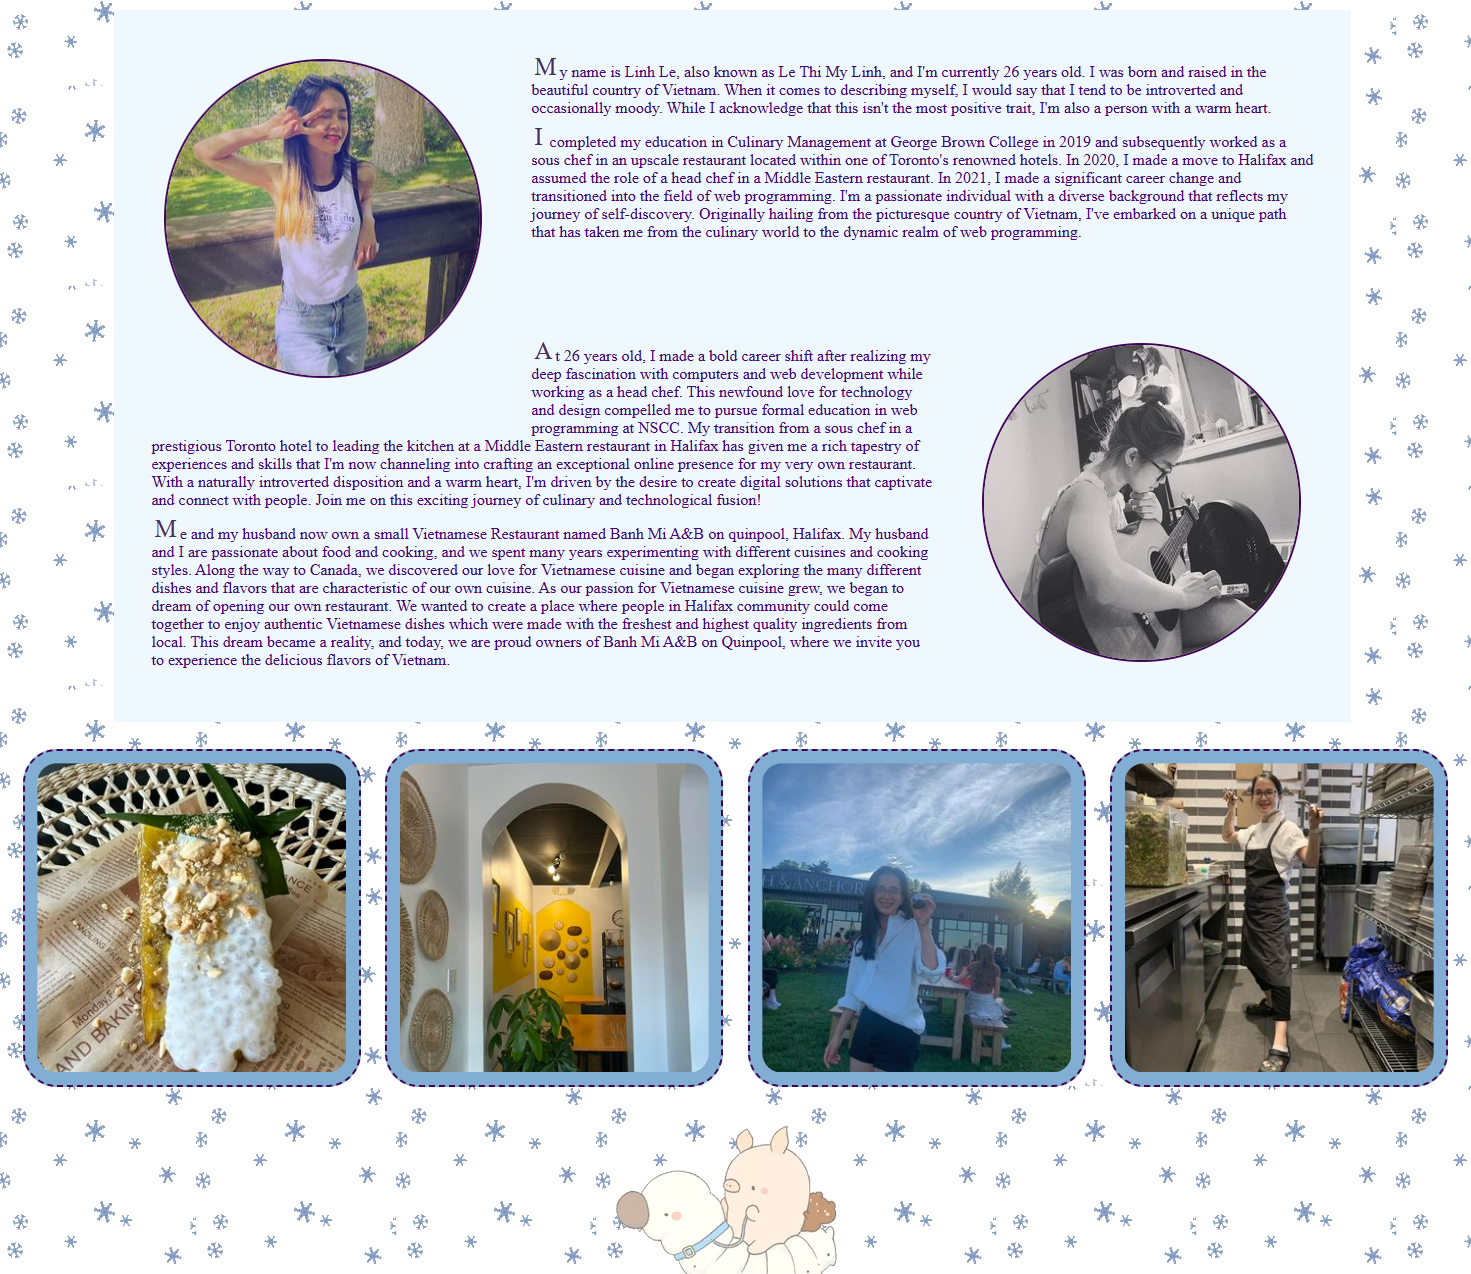 My name is Linh Le, also known as Le Thi My Linh, and I'm currently 26 years old. I was born and raised in the
beautiful country of Vietnam. When it comes to describing myself, I would say that I tend to be introverted and
occasionally moody. While I acknowledge that this isn't the most positive trait, I'm also a person with a warm heart.
I completed my education in Culinary Management at George Brown College in 2019 and subsequently worked as a
sous chef in an upscale restaurant located within one of Toronto's renowned hotels. In 2020, I made a move to Halifax and
assumed the role of a head chef in a Middle Eastern restaurant. In 2021, I made a significant career change and
transitioned into the field of web programming. I'm a passionate individual with a diverse background that reflects my
journey of self-discovery. Originally hailing from the picturesque country of Vietnam, I've embarked on a unique path
that has taken me from the culinary world to the dynamic realm of web programming.
At 26 years old, I made a bold career shift after realizing my
deep fascination with computers and web development while
working as a head chef. This newfound love for technology
and design compelled me to pursue formal education in web
programming at NSCC. My transition from a sous chef in a
prestigious Toronto hotel to leading the kitchen at a Middle Eastern restaurant in Halifax has given me a rich tapestry of
experiences and skills that I'm now channeling into crafting an exceptional online presence for my very own restaurant.
With a naturally introverted disposition and a warm heart, I'm driven by the desire to create digital solutions that captivate
and connect with people. Join me on this exciting journey of culinary and technological fusion!
Me and my husband now own a small Vietnamese Restaurant named Banh Mi A&B on quinpool, Halifax. My husband
and I are passionate about food and cooking, and we spent many years experimenting with different cuisines and cooking
styles. Along the way to Canada, we discovered our love for Vietnamese cuisine and began exploring the many different
dishes and flavors that are characteristic of our own cuisine. As our passion for Vietnamese cuisine grew, we began to
dream of opening our own restaurant. We wanted to create a place where people in Halifax community could come
together to enjoy authentic Vietnamese dishes which were made with the freshest and highest quality ingredients from
local. This dream became a reality, and today, we are proud owners of Banh Mi A&B on Quinpool, where we invite you
to experience the delicious flavors of Vietnam.
Monday,
AND BAKING
& ANCHOR